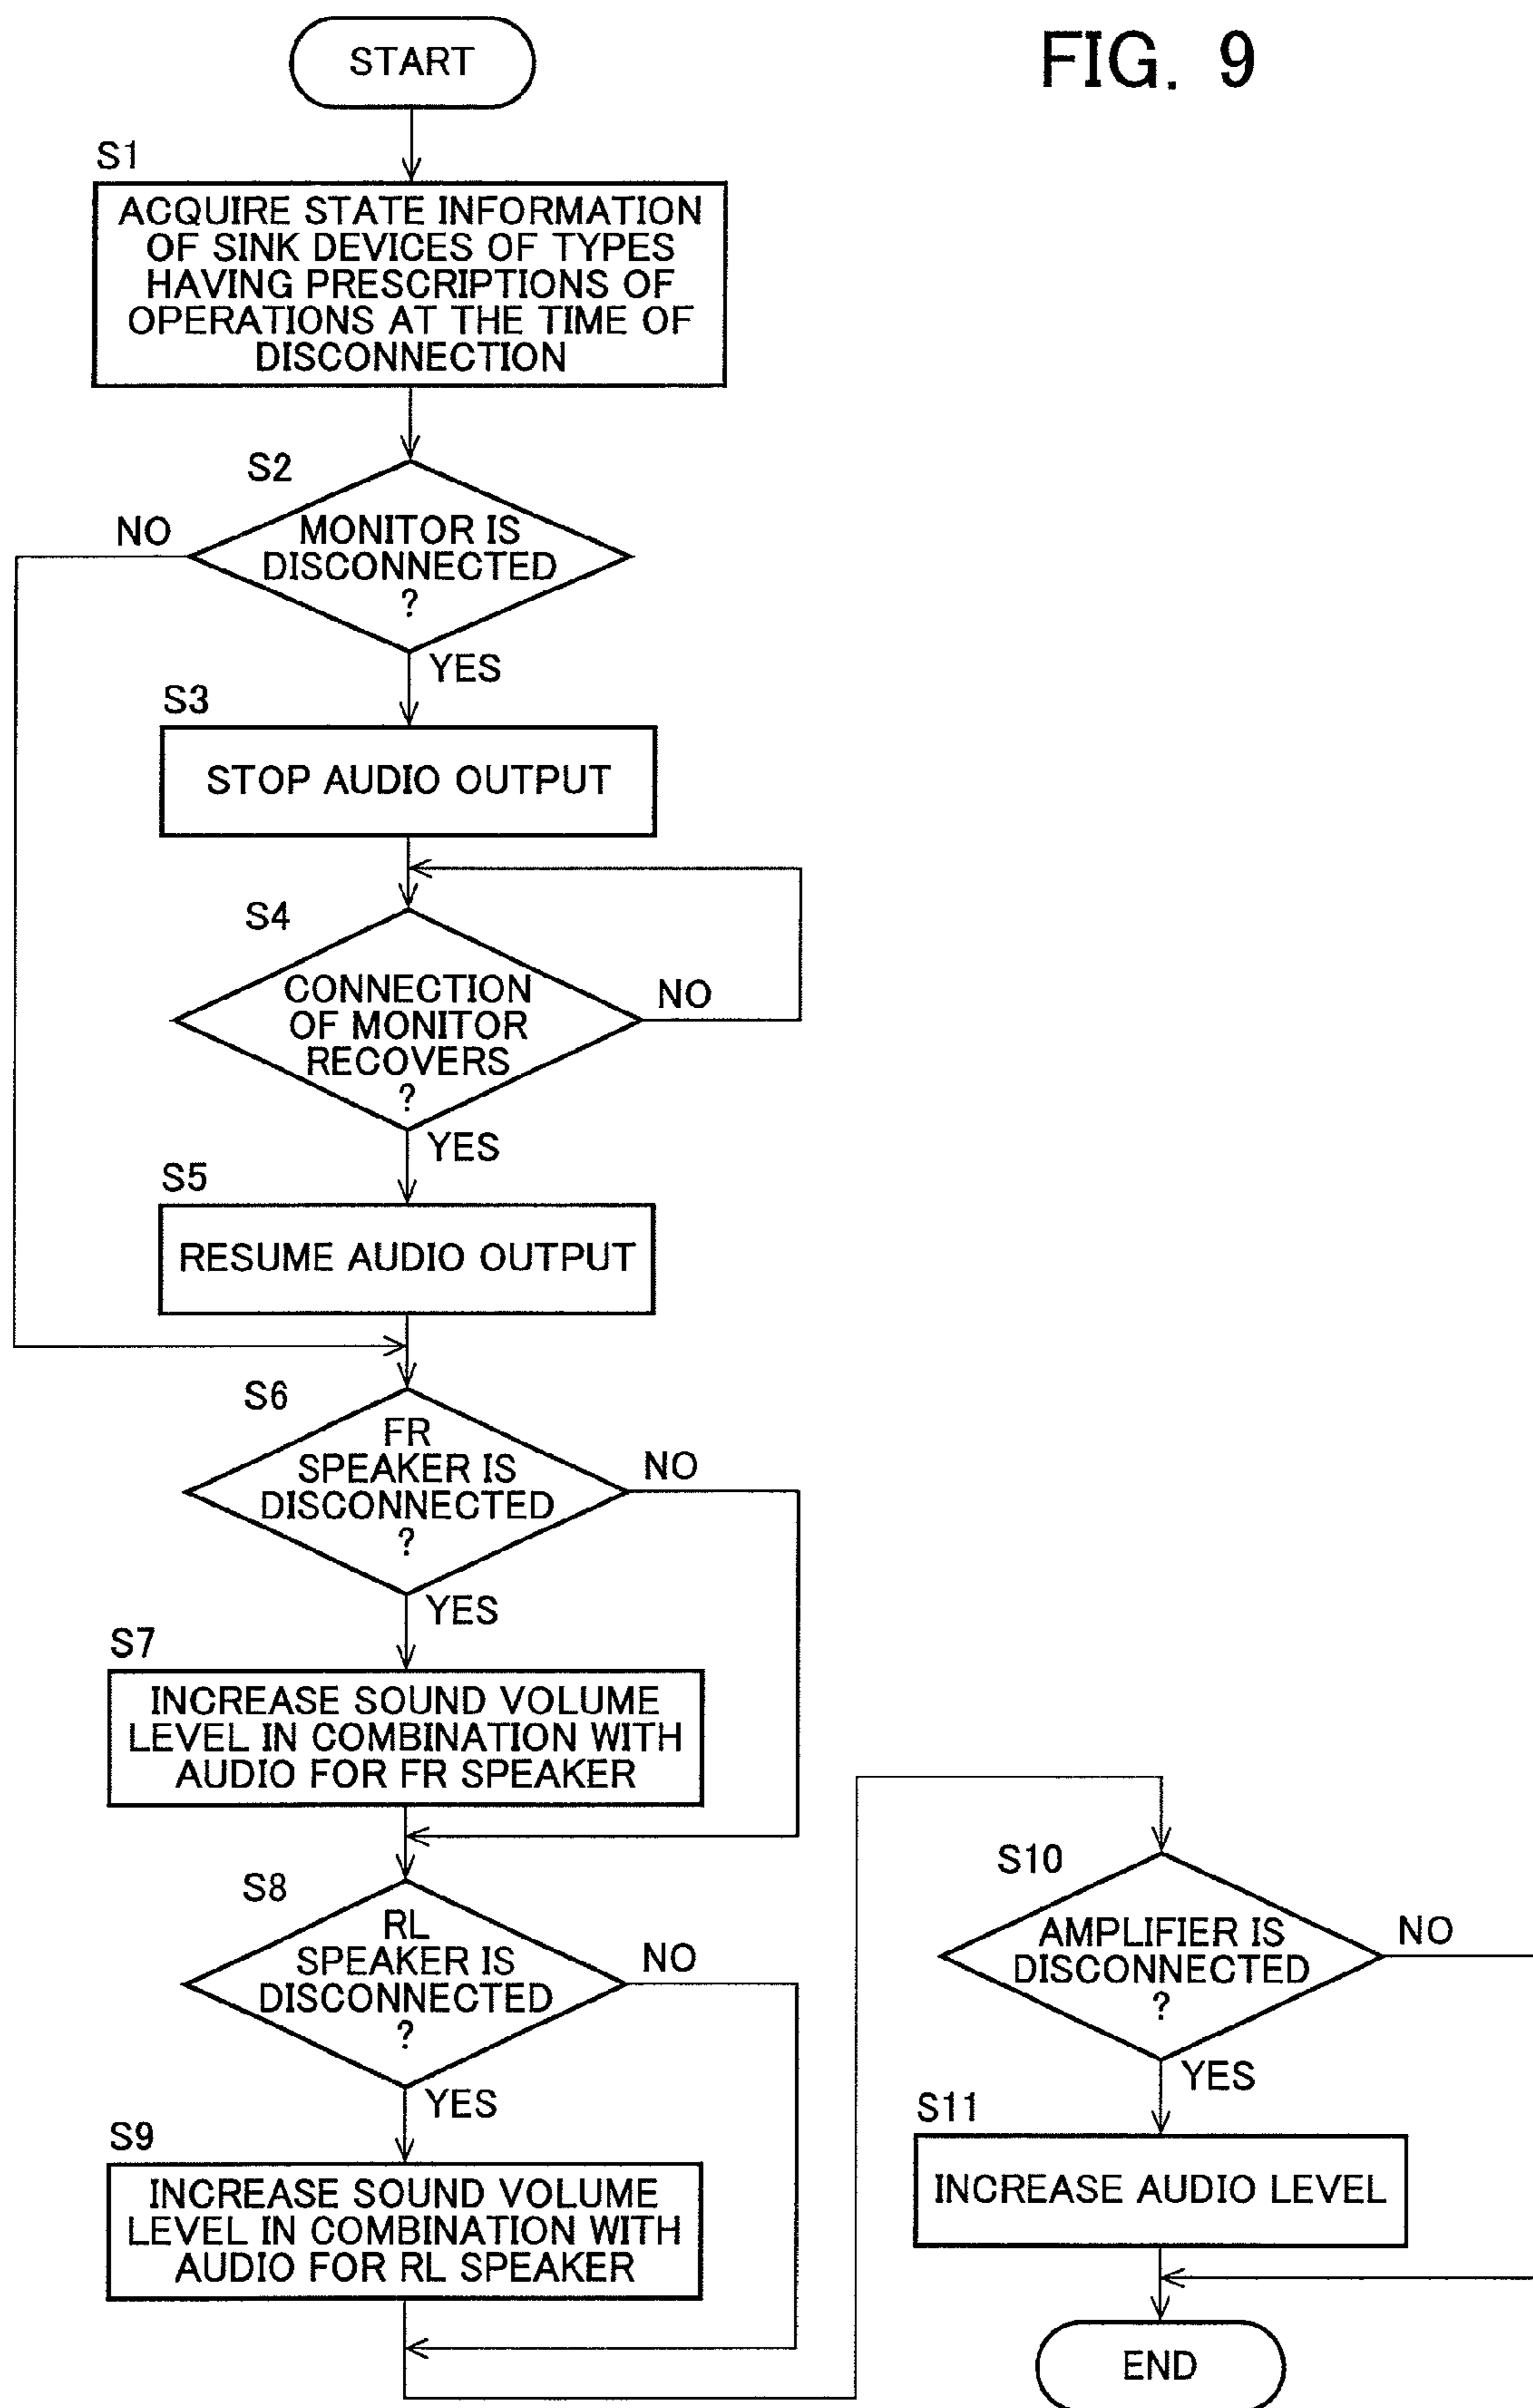 FIG. 9
START
S1
ACQUIRE STATE INFORMATION
OF SINK DEVICES OF TYPES
HAVING PRESCRIPTIONS OF
OPERATIONS AT THE TIME OF
DISCONNECTION
S2
MONITOR IS
DISCONNECTED
?
NO
YES
S3
STOP AUDIO OUTPUT
S4
CONNECTION
OF MONITOR
RECOVERS
?
NO
YES
S5
RESUME AUDIO OUTPUT
S6
FR
SPEAKER IS
DISCONNECTED
?
NO
YES
S7
INCREASE SOUND VOLUME
LEVEL IN COMBINATION WITH
AUDIO FOR FR SPEAKER
S8
RL
SPEAKER IS
DISCONNECTED
?
NO
YES
S9
INCREASE SOUND VOLUME
LEVEL IN COMBINATION WITH
AUDIO FOR RL SPEAKER
S10
AMPLIFIER IS
DISCONNECTED
?
NO
YES
S11
INCREASE AUDIO LEVEL
END